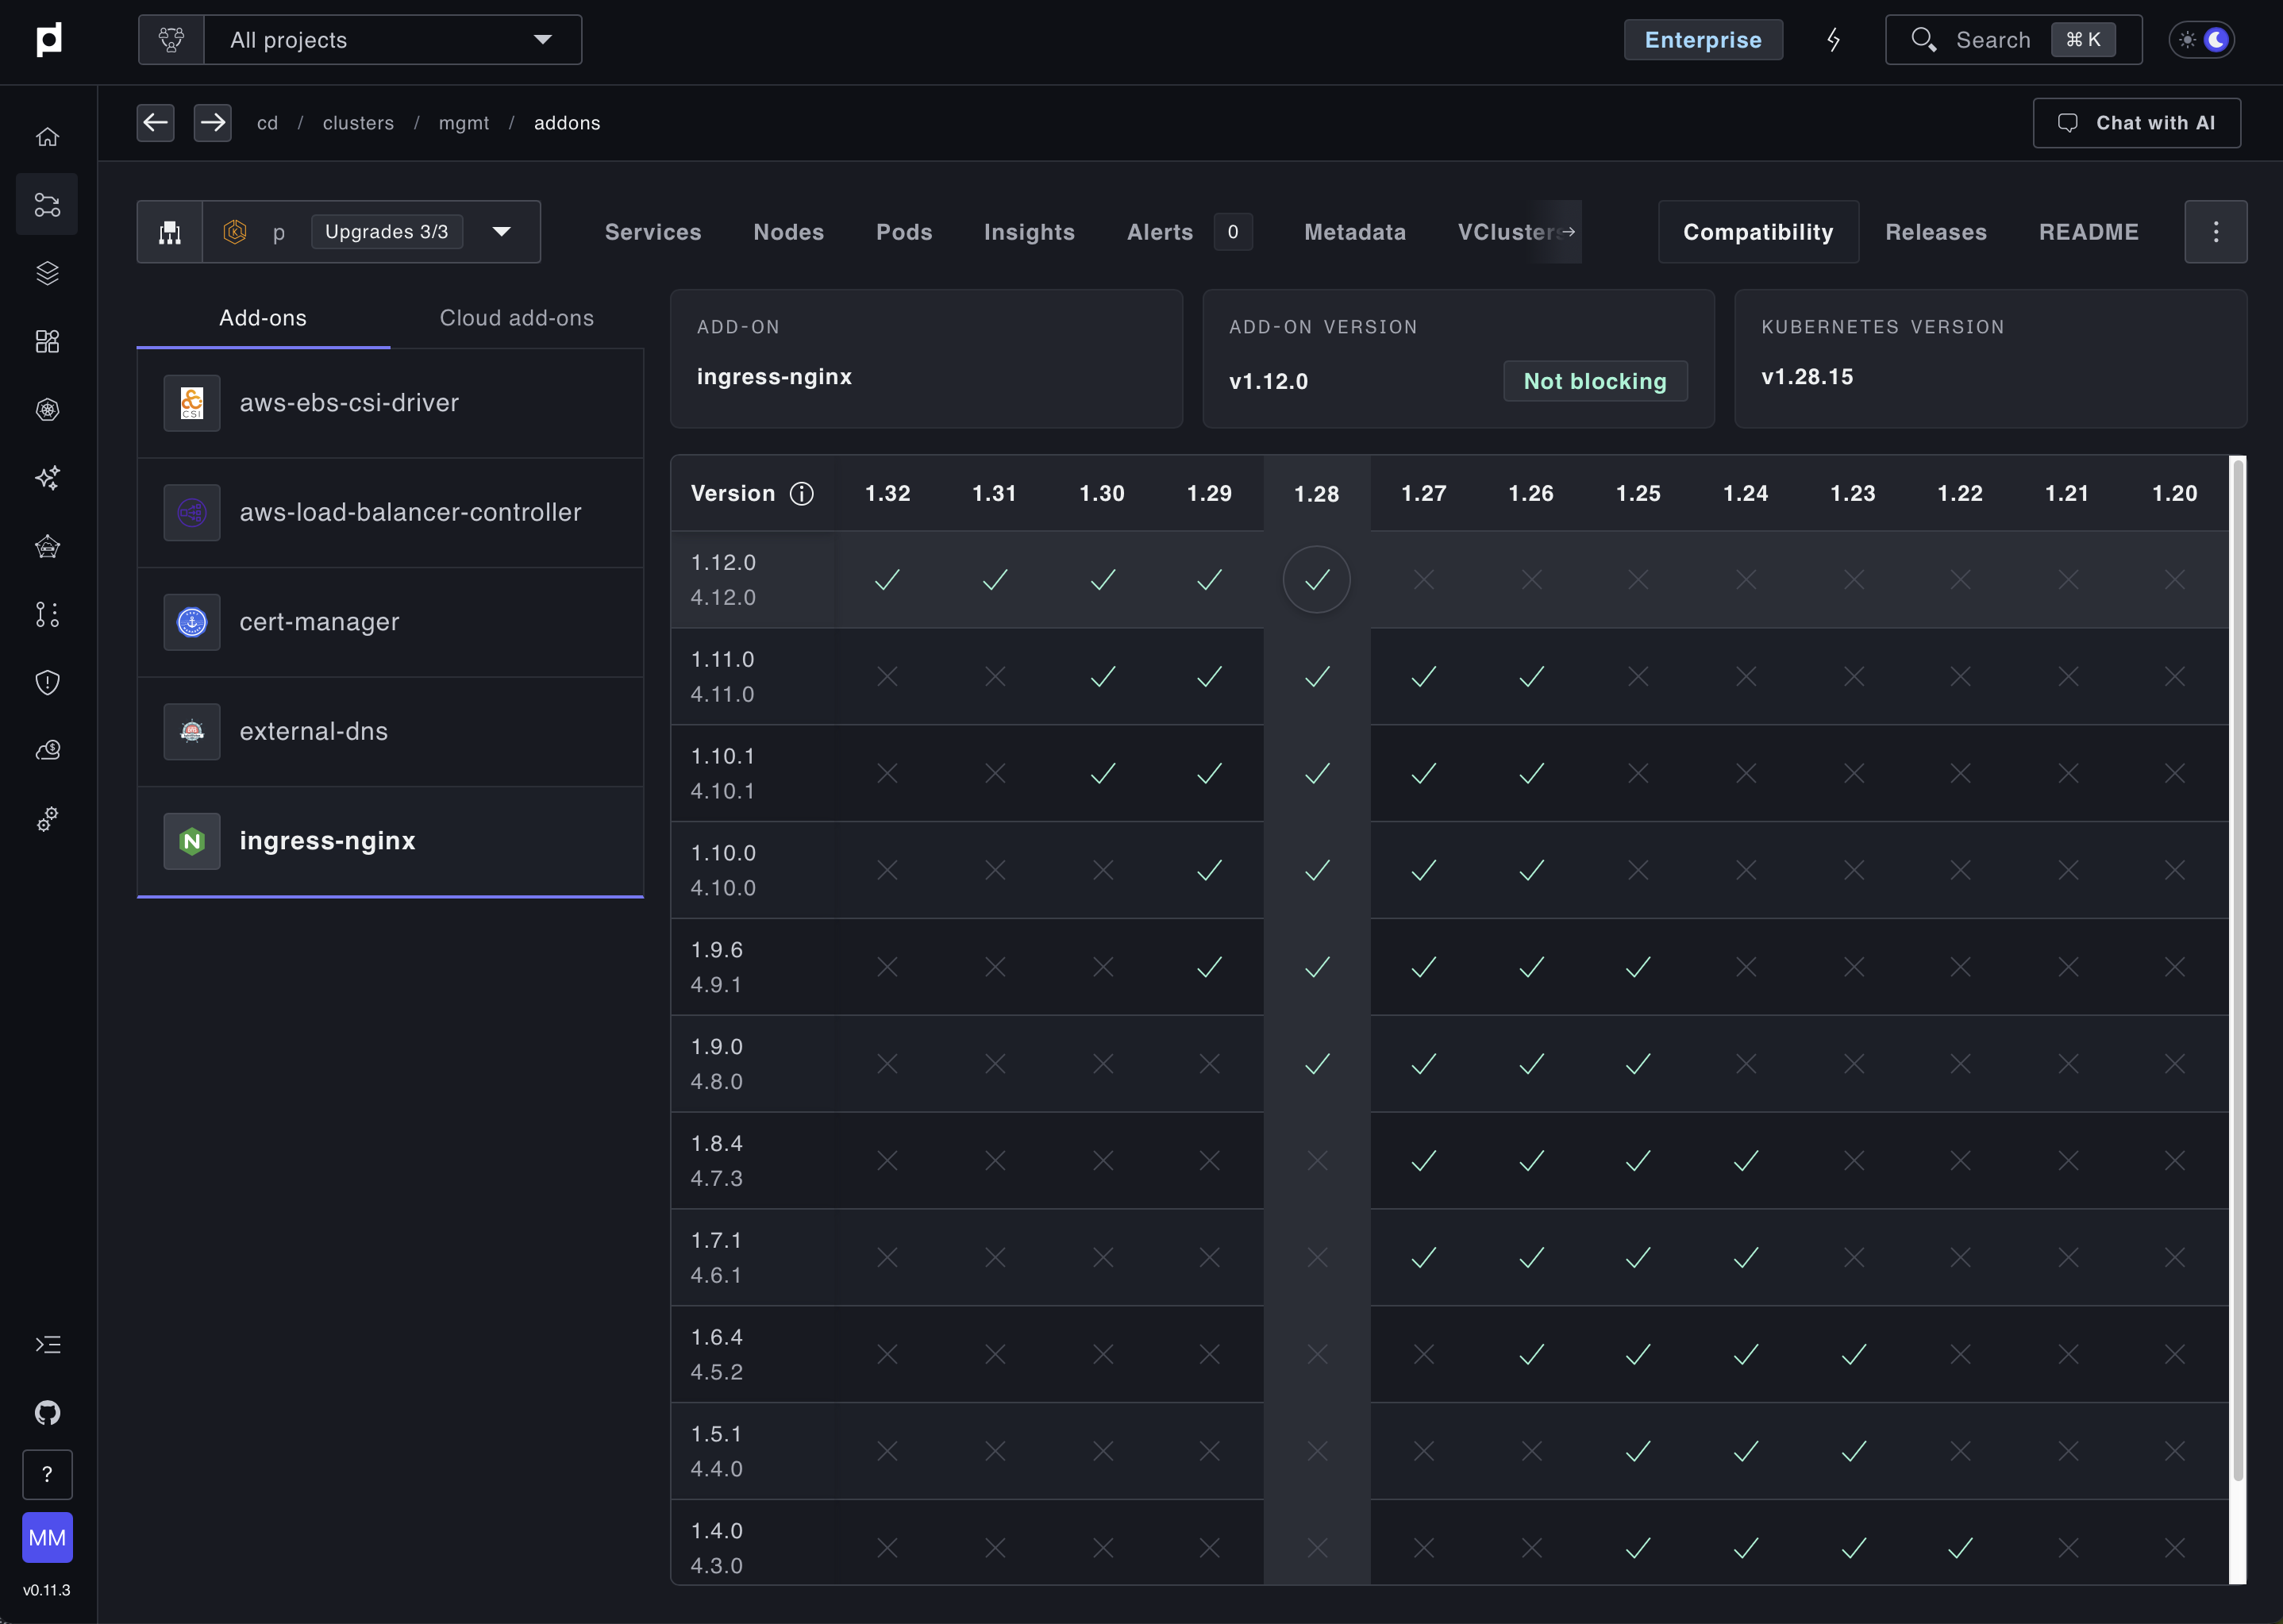 All projects
Enterprise
Search
⌘ K
cd / clusters / mgmt / addons
Chat with AI
p
Upgrades 3/3
Services
Nodes
Pods
Insights
Alerts 0
Metadata
VClusters
Compatibility
Releases
README
Add-ons
Cloud add-ons
aws-ebs-csi-driver
aws-load-balancer-controller
cert-manager
external-dns
ingress-nginx
ADD-ON
ingress-nginx
ADD-ON VERSION
v1.12.0
Not blocking
KUBERNETES VERSION
v1.28.15
Version 1.32 1.31 1.30 1.29 1.28 1.27 1.26 1.25 1.24 1.23 1.22 1.21 1.20
1.12.0
4.12.0
1.11.0
4.11.0
1.10.1
4.10.1
1.10.0
4.10.0
1.9.6
4.9.1
1.9.0
4.8.0
1.8.4
4.7.3
1.7.1
4.6.1
1.6.4
4.5.2
1.5.1
4.4.0
1.4.0
4.3.0
?
MM
v0.11.3